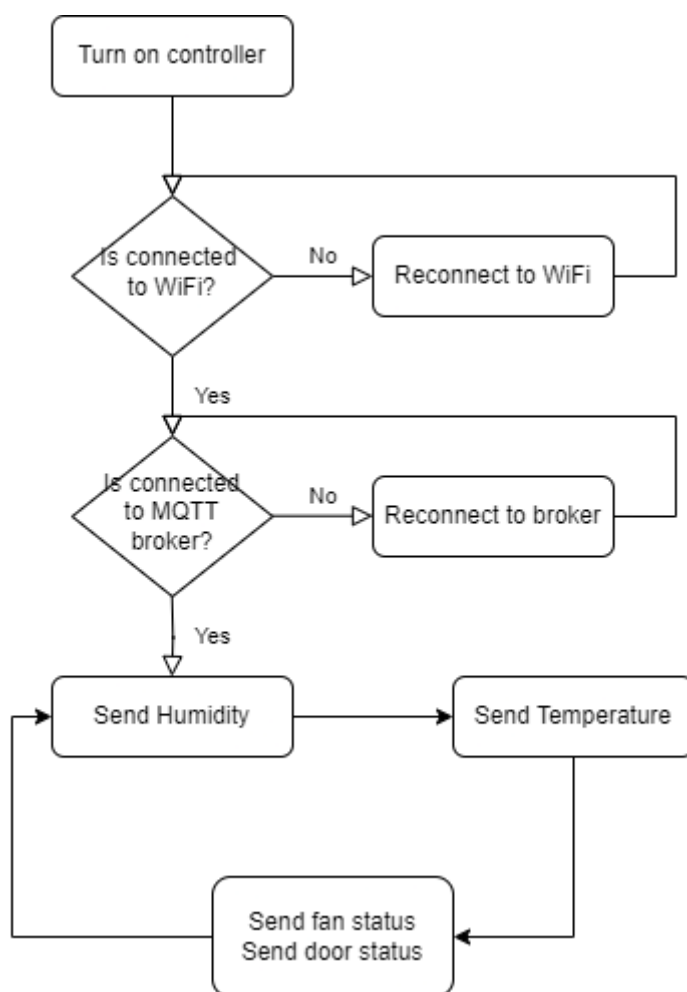 Turn on controller
Is connected
to WiFi?
No
Reconnect to WiFi
Yes
Is connected
to MQTT
broker?
No
Reconnect to broker
Yes
Send Humidity
Send Temperature
Send fan status
Send door status